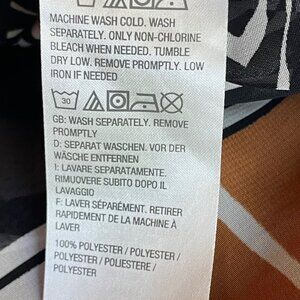 MACHINE WASH COLD. WASH
SEPARATELY. ONLY NON-CHLORINE
BLEACH WHEN NEEDED. TUMBLE
DRY LOW. REMOVE PROMPTLY. LOW
IRON IF NEEDED
30
GB: WASH SEPARATELY. REMOVE
PROMPTLY
D: SEPARAT WASCHEN. VOR DER
WÄSCHE ENTFERNEN
I: LAVARE SEPARATAMENTE.
RIMUOVERE SUBITO DOPO IL
LAVAGGIO
F: LAVER SÉPARÉMENT. RETIRER
RAPIDEMENT DE LA MACHINE À
LAVER
100% POLYESTER / POLYESTER /
POLYESTER / POLIESTERE /
POLYESTER